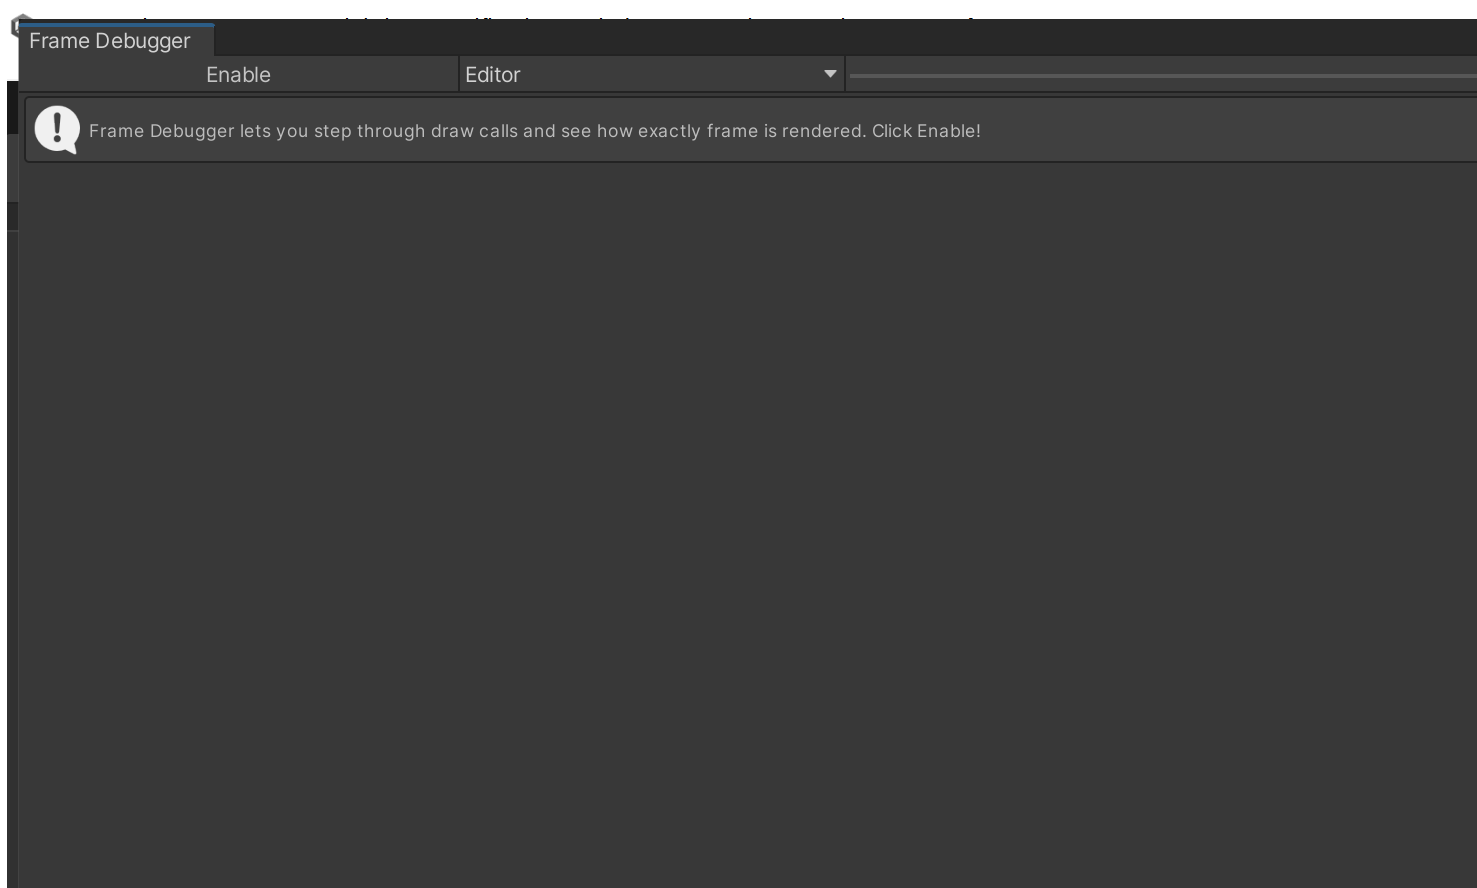 Frame Debugger
Enable
Editor
Frame Debugger lets you step through draw calls and see how exactly frame is rendered. Click Enable!